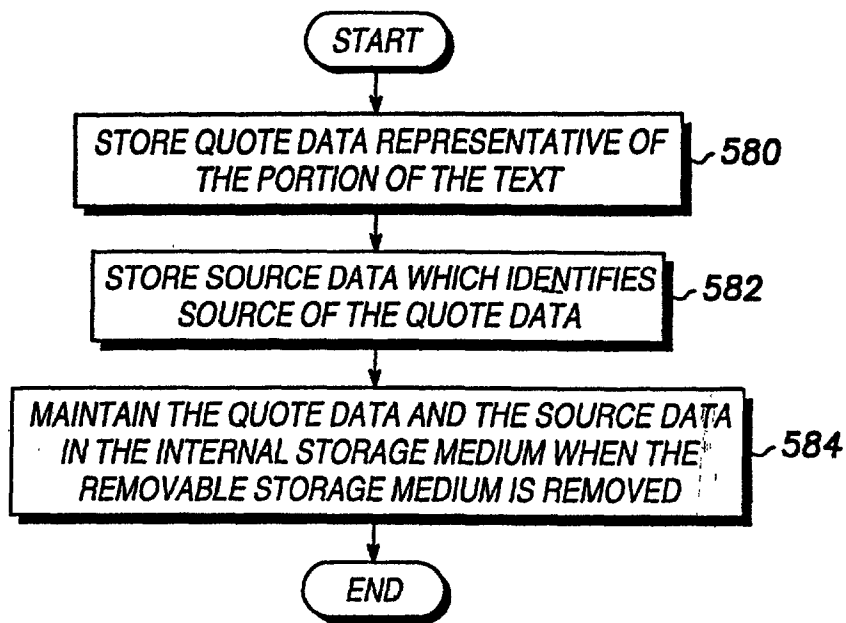 START
STORE QUOTE DATA REPRESENTATIVE OF
THE PORTION OF THE TEXT
580
STORE SOURCE DATA WHICH IDENTIFIES
SOURCE OF THE QUOTE DATA
582
MAINTAIN THE QUOTE DATA AND THE SOURCE DATA
IN THE INTERNAL STORAGE MEDIUM WHEN THE
REMOVABLE STORAGE MEDIUM IS REMOVED
584
END